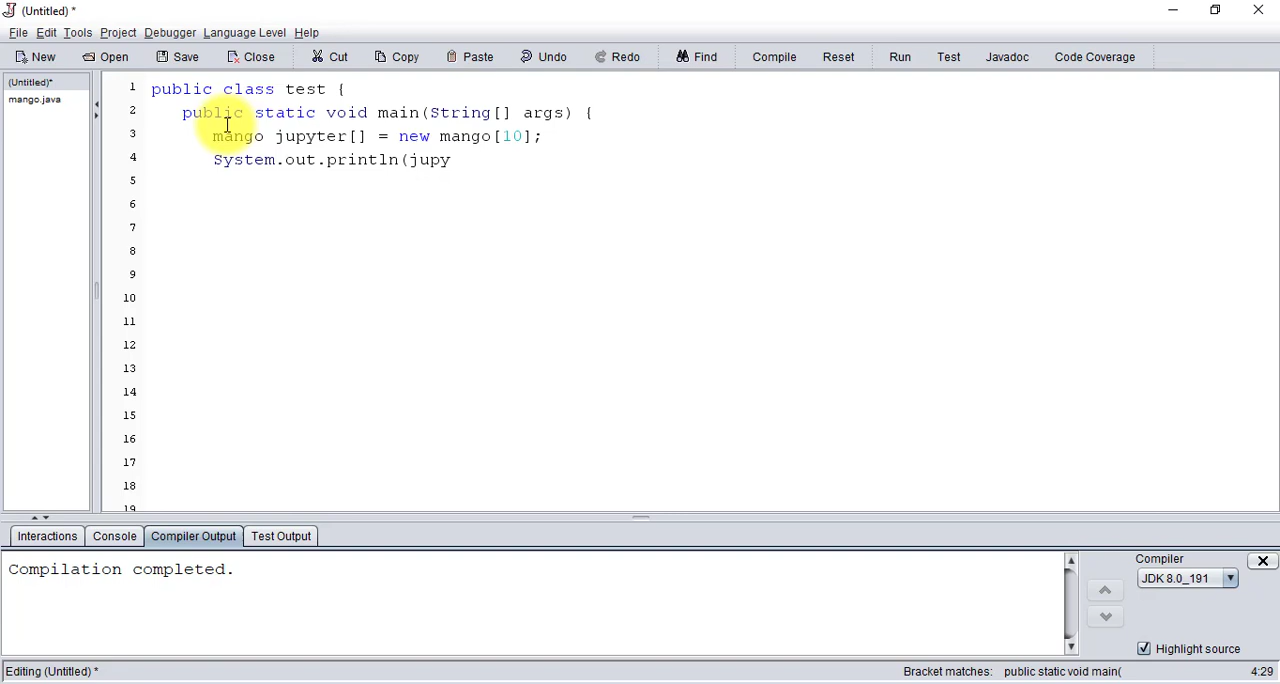 (Untitled) *
File Edit Tools Project Debugger Language Level Help
New Open Save Close Cut Copy Paste Undo Redo Find Compile Reset Run Test Javadoc Code Coverage
(Untitled)*
mango.java
1 public class test {
2 public static void main(String[] args) {
3 mango jupyter[] = new mango[10];
4 System.out.println(jupy
5
6
7
8
9
10
11
12
13
14
15
16
17
18
19
Interactions Console Compiler Output Test Output
Compilation completed.
Compiler
JDK 8.0_191
Highlight source
Editing (Untitled) * Bracket matches: public static void main( 4:29